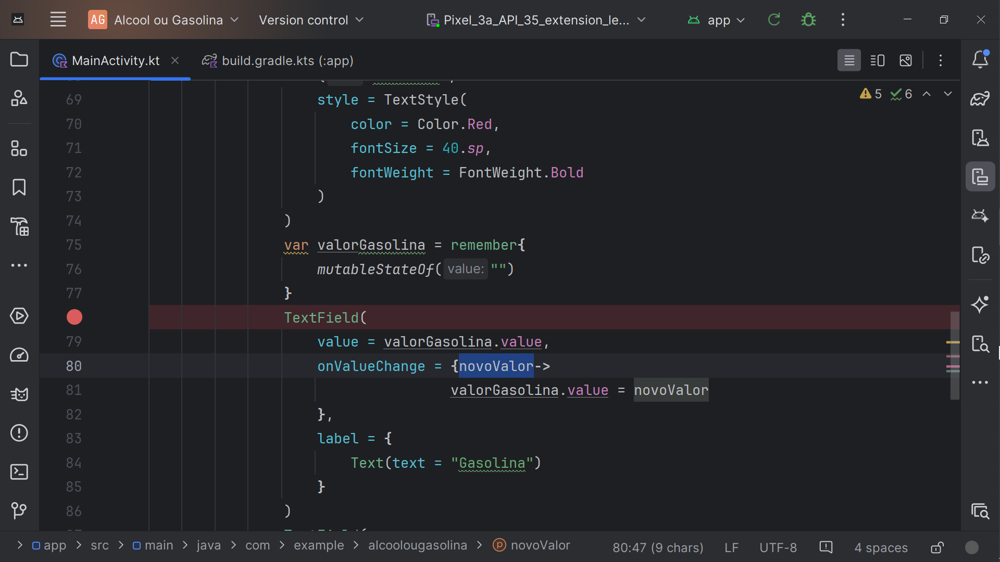 AG Alcool ou Gasolina Version control Pixel_3a_API_35_extension_le... app
MainActivity.kt build.gradle.kts (:app)
5 6
69 style = TextStyle(
70 color = Color.Red,
71 fontSize = 40.sp,
72 fontWeight = FontWeight.Bold
73 )
74 )
75 var valorGasolina = remember{
76 mutableStateOf( value: "")
77 }
TextField(
79 value = valorGasolina.value,
80 onValueChange = {novoValor->
81 valorGasolina.value = novoValor
82 },
83 label = {
84 Text(text = "Gasolina")
85 }
86 )
> app > src > main > java > com > example > alcoolougasolina > novoValor 80:47 (9 chars) LF UTF-8 4 spaces